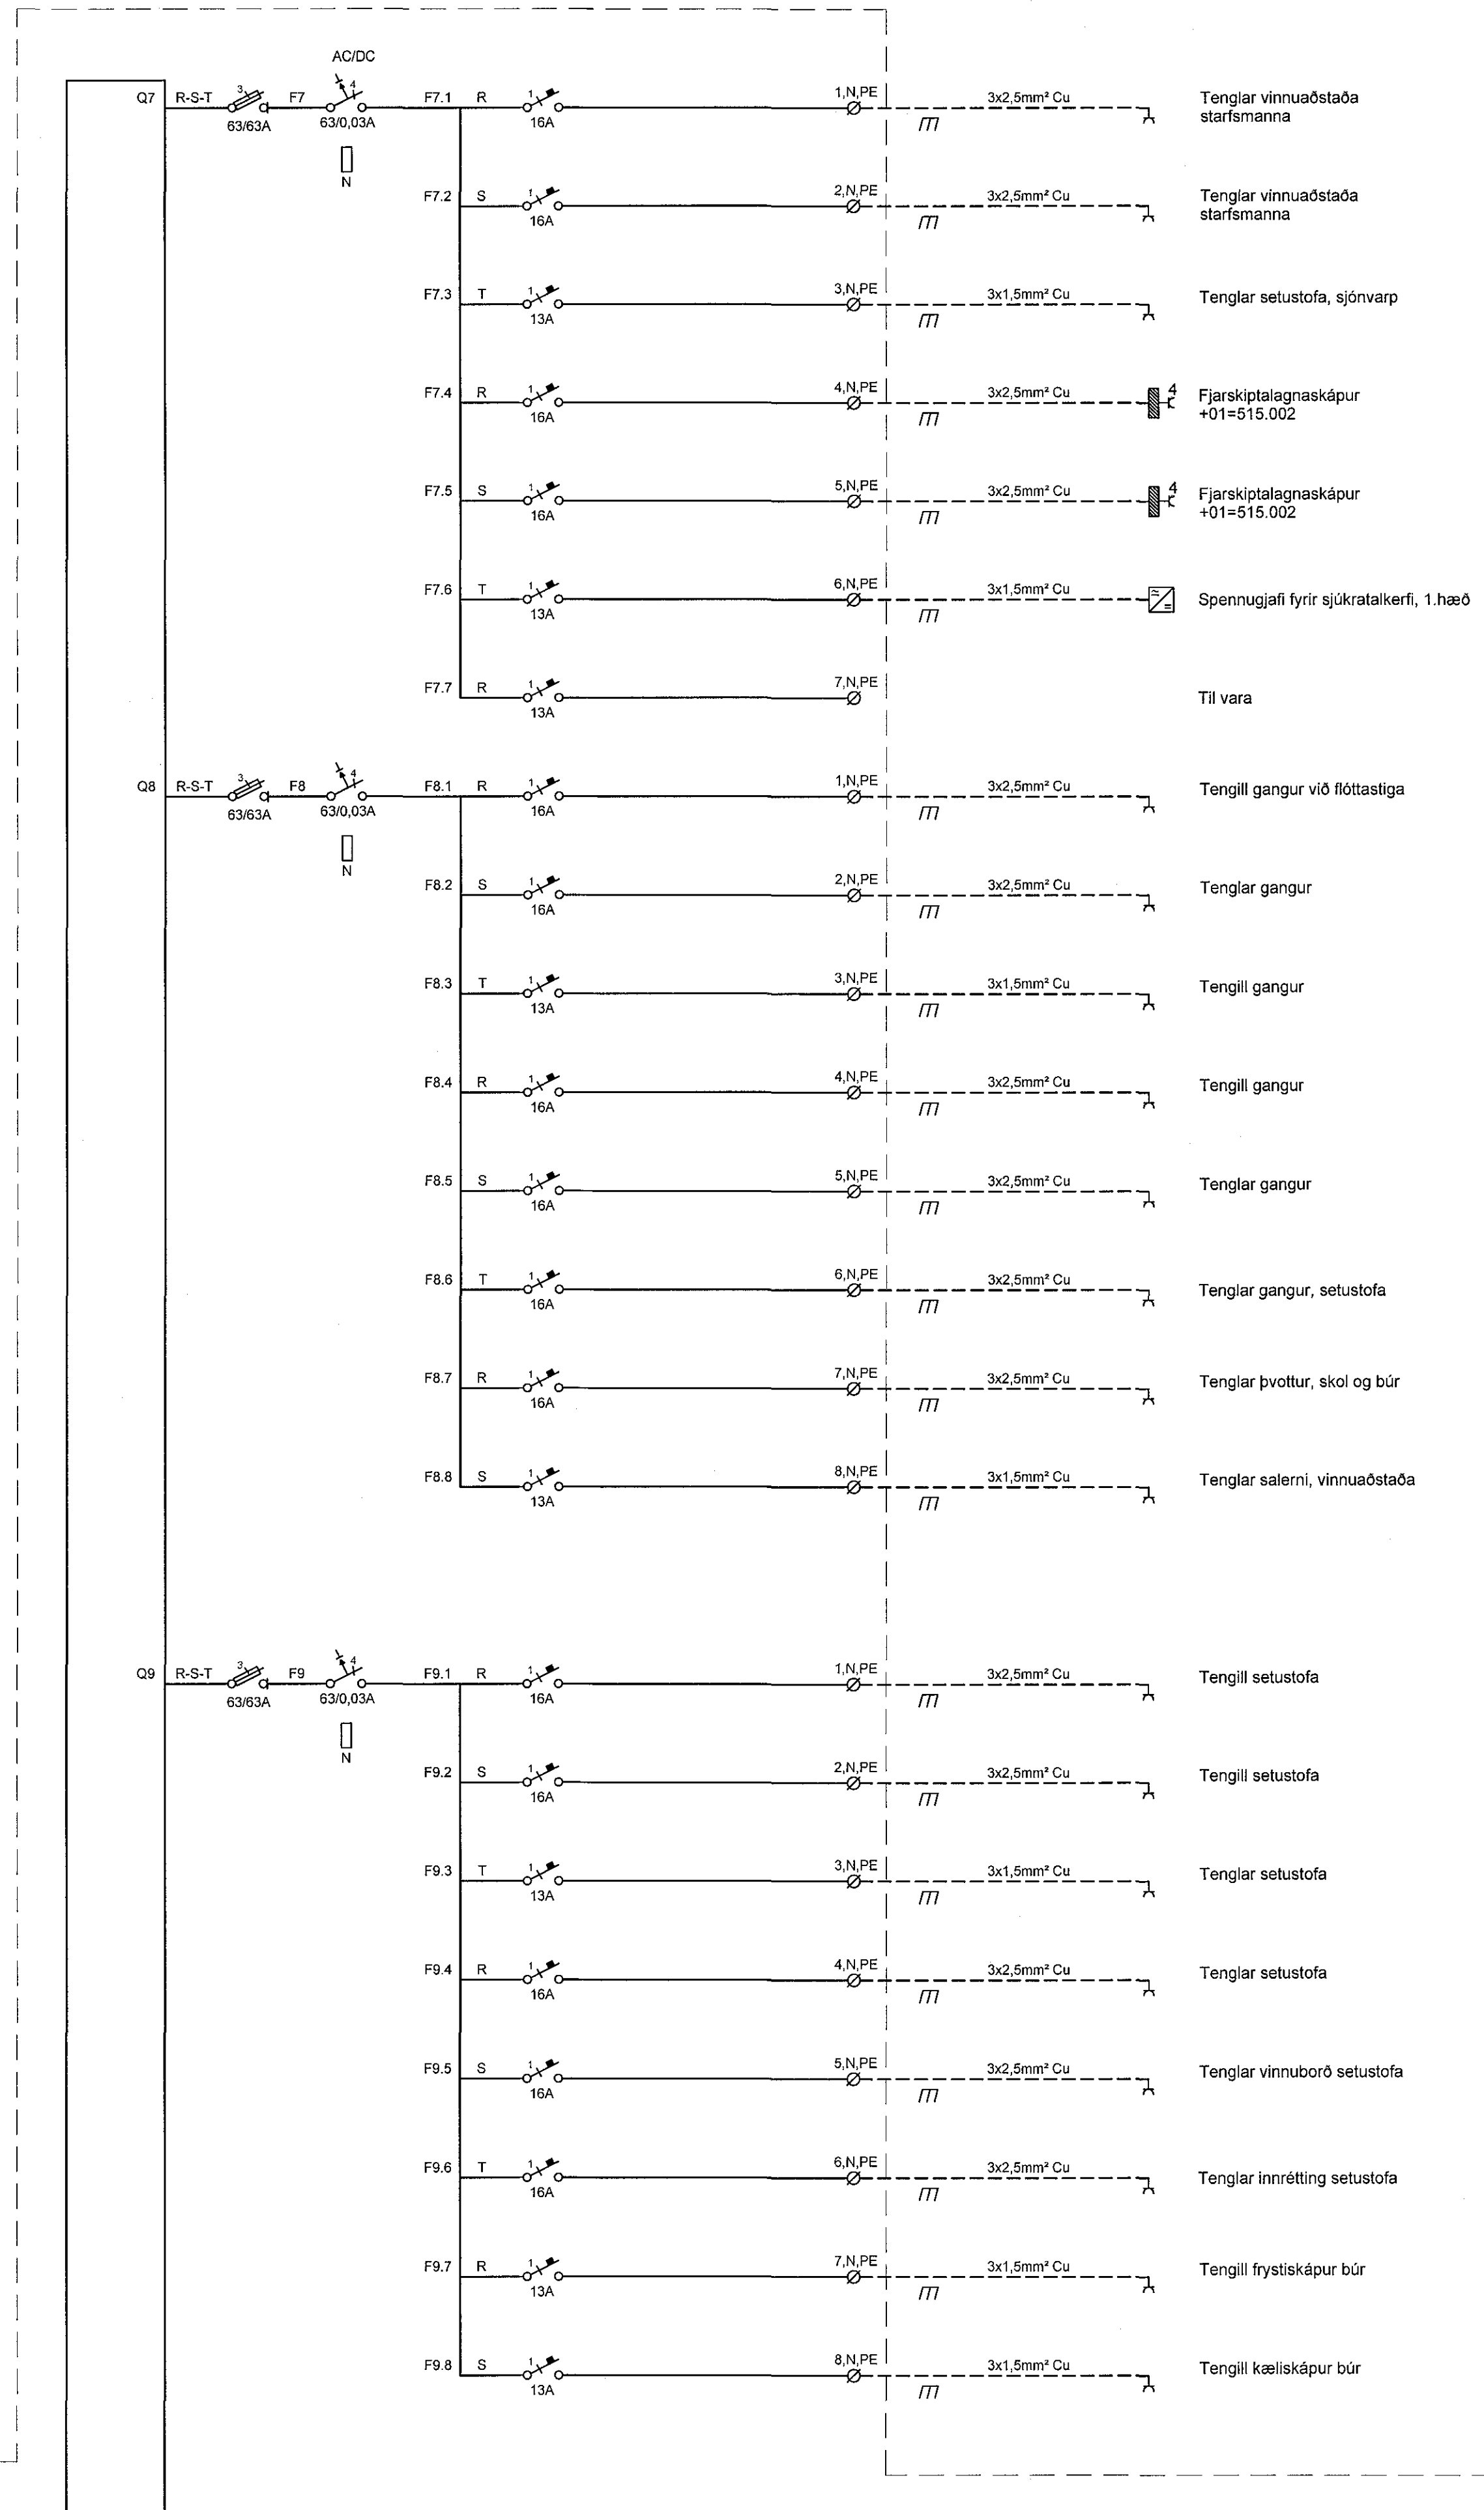 AC/DC
Q7 R-S-T 3 F7 4 F7.1 R 1 1,N,PE 3x2,5mm² Cu Tenglar vinnuaðstaða
starfsmanna
63/63A 63/0,03A 16A
N
F7.2 S 1 2,N,PE 3x2,5mm² Cu Tenglar vinnuaðstaða
starfsmanna
16A
F7.3 T 1 3,N,PE 3x1,5mm² Cu Tenglar setustofa, sjónvarp
13A
F7.4 R 1 4,N,PE 3x2,5mm² Cu 4 Fjarskiptalagnaskápur
+01=515.002
16A
F7.5 S 1 5,N,PE 3x2,5mm² Cu 4 Fjarskiptalagnaskápur
+01=515.002
16A
F7.6 T 1 6,N,PE 3x1,5mm² Cu Spennugjafi fyrir sjúkratalkerfi, 1.hæð
13A
F7.7 R 1 7,N,PE Til vara
13A
Q8 R-S-T 3 F8 4 F8.1 R 1 1,N,PE 3x2,5mm² Cu Tengill gangur við flóttastiga
63/63A 63/0,03A 16A
N
F8.2 S 1 2,N,PE 3x2,5mm² Cu Tenglar gangur
16A
F8.3 T 1 3,N,PE 3x1,5mm² Cu Tengill gangur
13A
F8.4 R 1 4,N,PE 3x2,5mm² Cu Tengill gangur
16A
F8.5 S 1 5,N,PE 3x2,5mm² Cu Tenglar gangur
16A
F8.6 T 1 6,N,PE 3x2,5mm² Cu Tenglar gangur, setustofa
16A
F8.7 R 1 7,N,PE 3x2,5mm² Cu Tenglar þvottur, skol og búr
16A
F8.8 S 1 8,N,PE 3x1,5mm² Cu Tenglar salerni, vinnuaðstaða
13A
Q9 R-S-T 3 F9 4 F9.1 R 1 1,N,PE 3x2,5mm² Cu Tengill setustofa
63/63A 63/0,03A 16A
N
F9.2 S 1 2,N,PE 3x2,5mm² Cu Tengill setustofa
16A
F9.3 T 1 3,N,PE 3x1,5mm² Cu Tenglar setustofa
13A
F9.4 R 1 4,N,PE 3x2,5mm² Cu Tenglar setustofa
16A
F9.5 S 1 5,N,PE 3x2,5mm² Cu Tenglar vinnuborð setustofa
16A
F9.6 T 1 6,N,PE 3x2,5mm² Cu Tenglar innrétting setustofa
16A
F9.7 R 1 7,N,PE 3x1,5mm² Cu Tengill frystiskápur búr
13A
F9.8 S 1 8,N,PE 3x1,5mm² Cu Tengill kæliskápur búr
13A